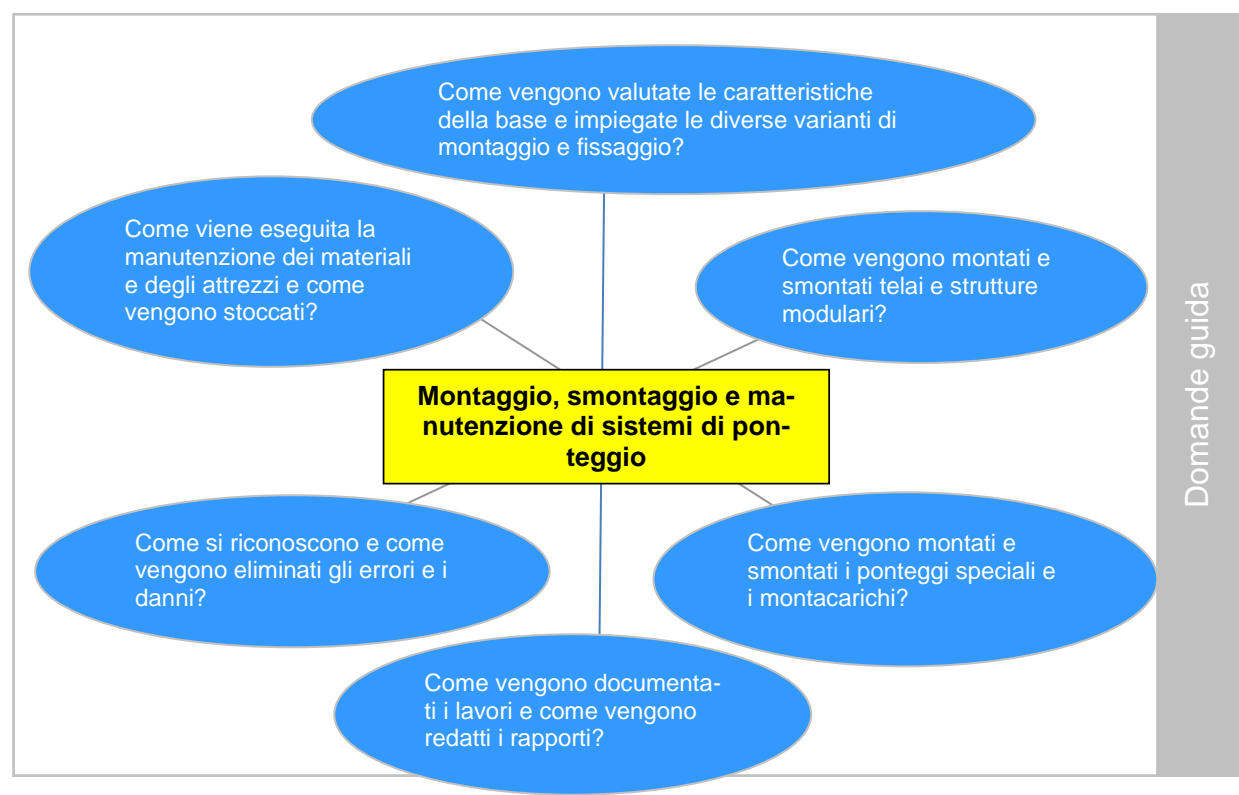 Come vengono valutate le caratteristiche
della base e impiegate le diverse varianti di
montaggio e fissaggio?
Come viene eseguita la
manutenzione dei materiali
e degli attrezzi e come
vengono stoccati?
Come vengono montati e
smontati telai e strutture
modulari?
Montaggio, smontaggio e ma-
nutenzione di sistemi di pon-
teggio
Come si riconoscono e come
vengono eliminati gli errori e i
danni?
Come vengono montati e
smontati i ponteggi speciali e
i montacarichi?
Come vengono documenta-
ti i lavori e come vengono
redatti i rapporti?
Domande guida